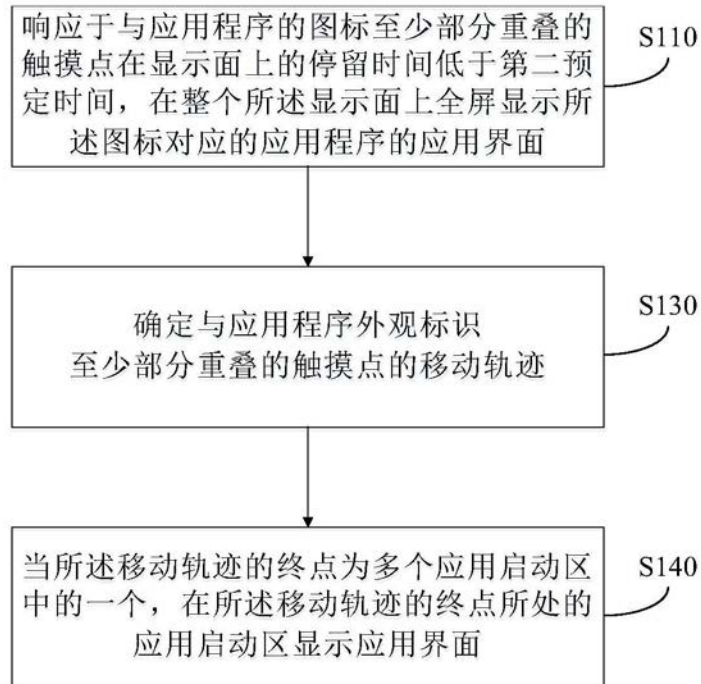 响应于与应用程序的图标至少部分重叠的
触摸点在显示面上的停留时间低于第二预
定时间，在整个所述显示面上全屏显示所
述图标对应的应用程序的应用界面
S110
确定与应用程序外观标识
至少部分重叠的触摸点的移动轨迹
S130
当所述移动轨迹的终点为多个应用启动区
中的一个，在所述移动轨迹的终点所处的
应用启动区显示应用界面
S140